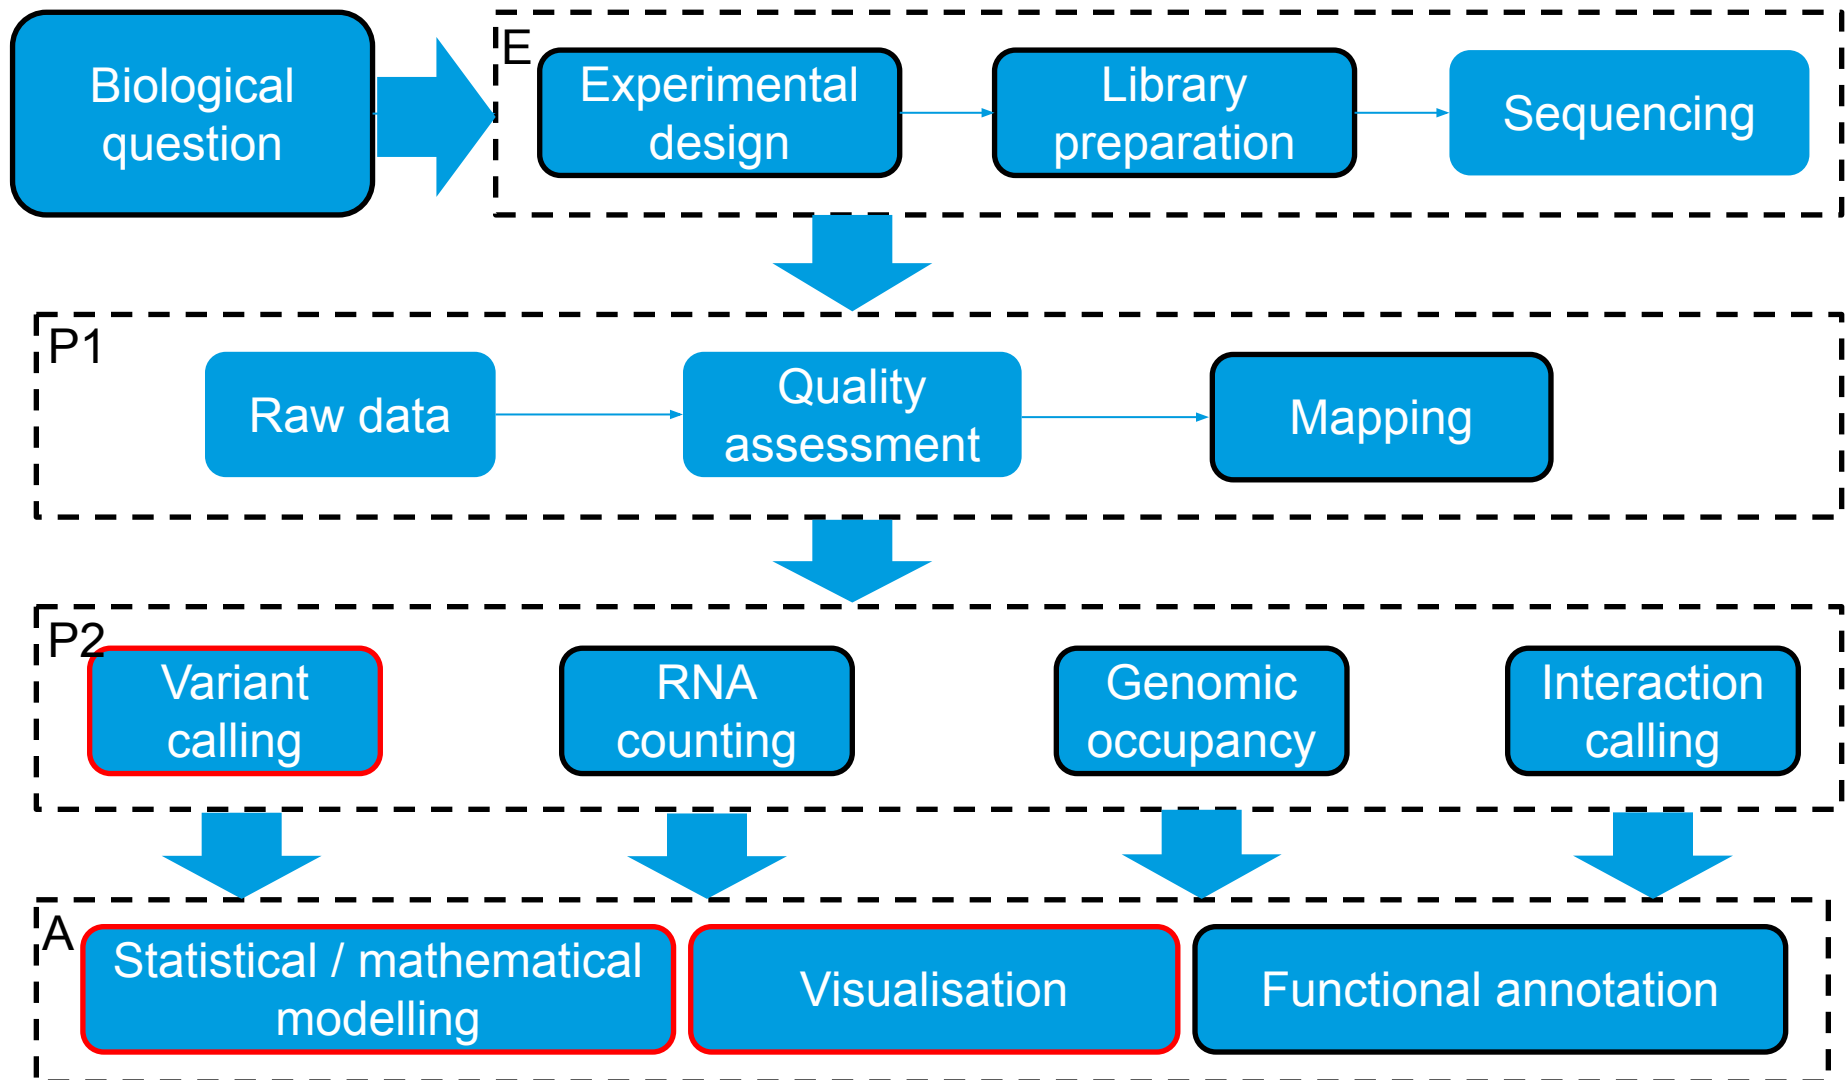 Biological
question
E
Experimental
design
Library
preparation
Sequencing
P1
Raw data
Quality
assessment
Mapping
P2
Variant
calling
RNA
counting
Genomic
occupancy
Interaction
calling
A
Statistical / mathematical
modelling
Visualisation
Functional annotation